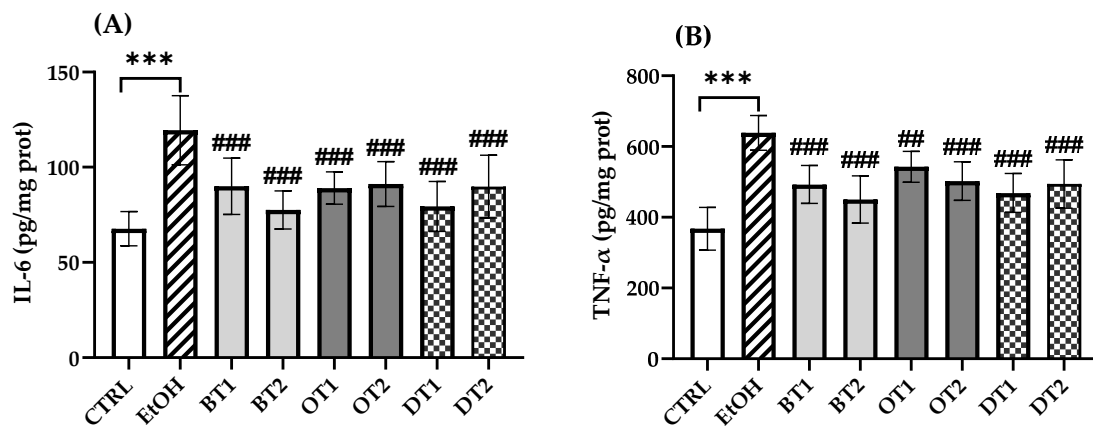 (A)
***
IL-6 (pg/mg prot)
150
100
50
0
###
###
###
###
###
###
CTRL
EtOH
BT1
BT2
OT1
OT2
DT1
DT2
(B)
***
TNF-α (pg/mg prot)
800
600
400
200
0
###
###
##
###
###
###
CTRL
EtOH
BT1
BT2
OT1
OT2
DT1
DT2